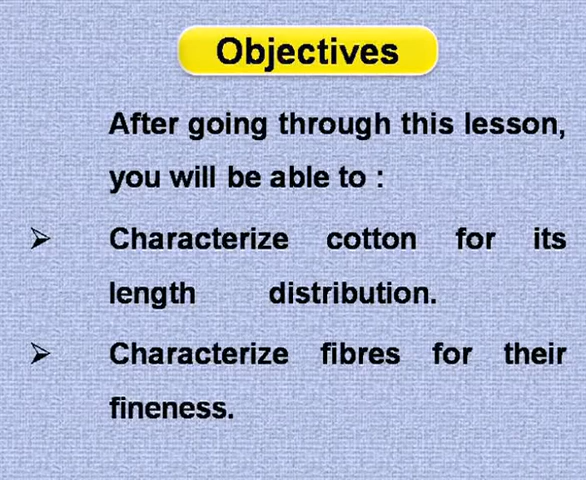 Objectives
After going through this lesson,
you will be able to :
➢ Characterize cotton for its
length distribution.
➢ Characterize fibres for their
fineness.